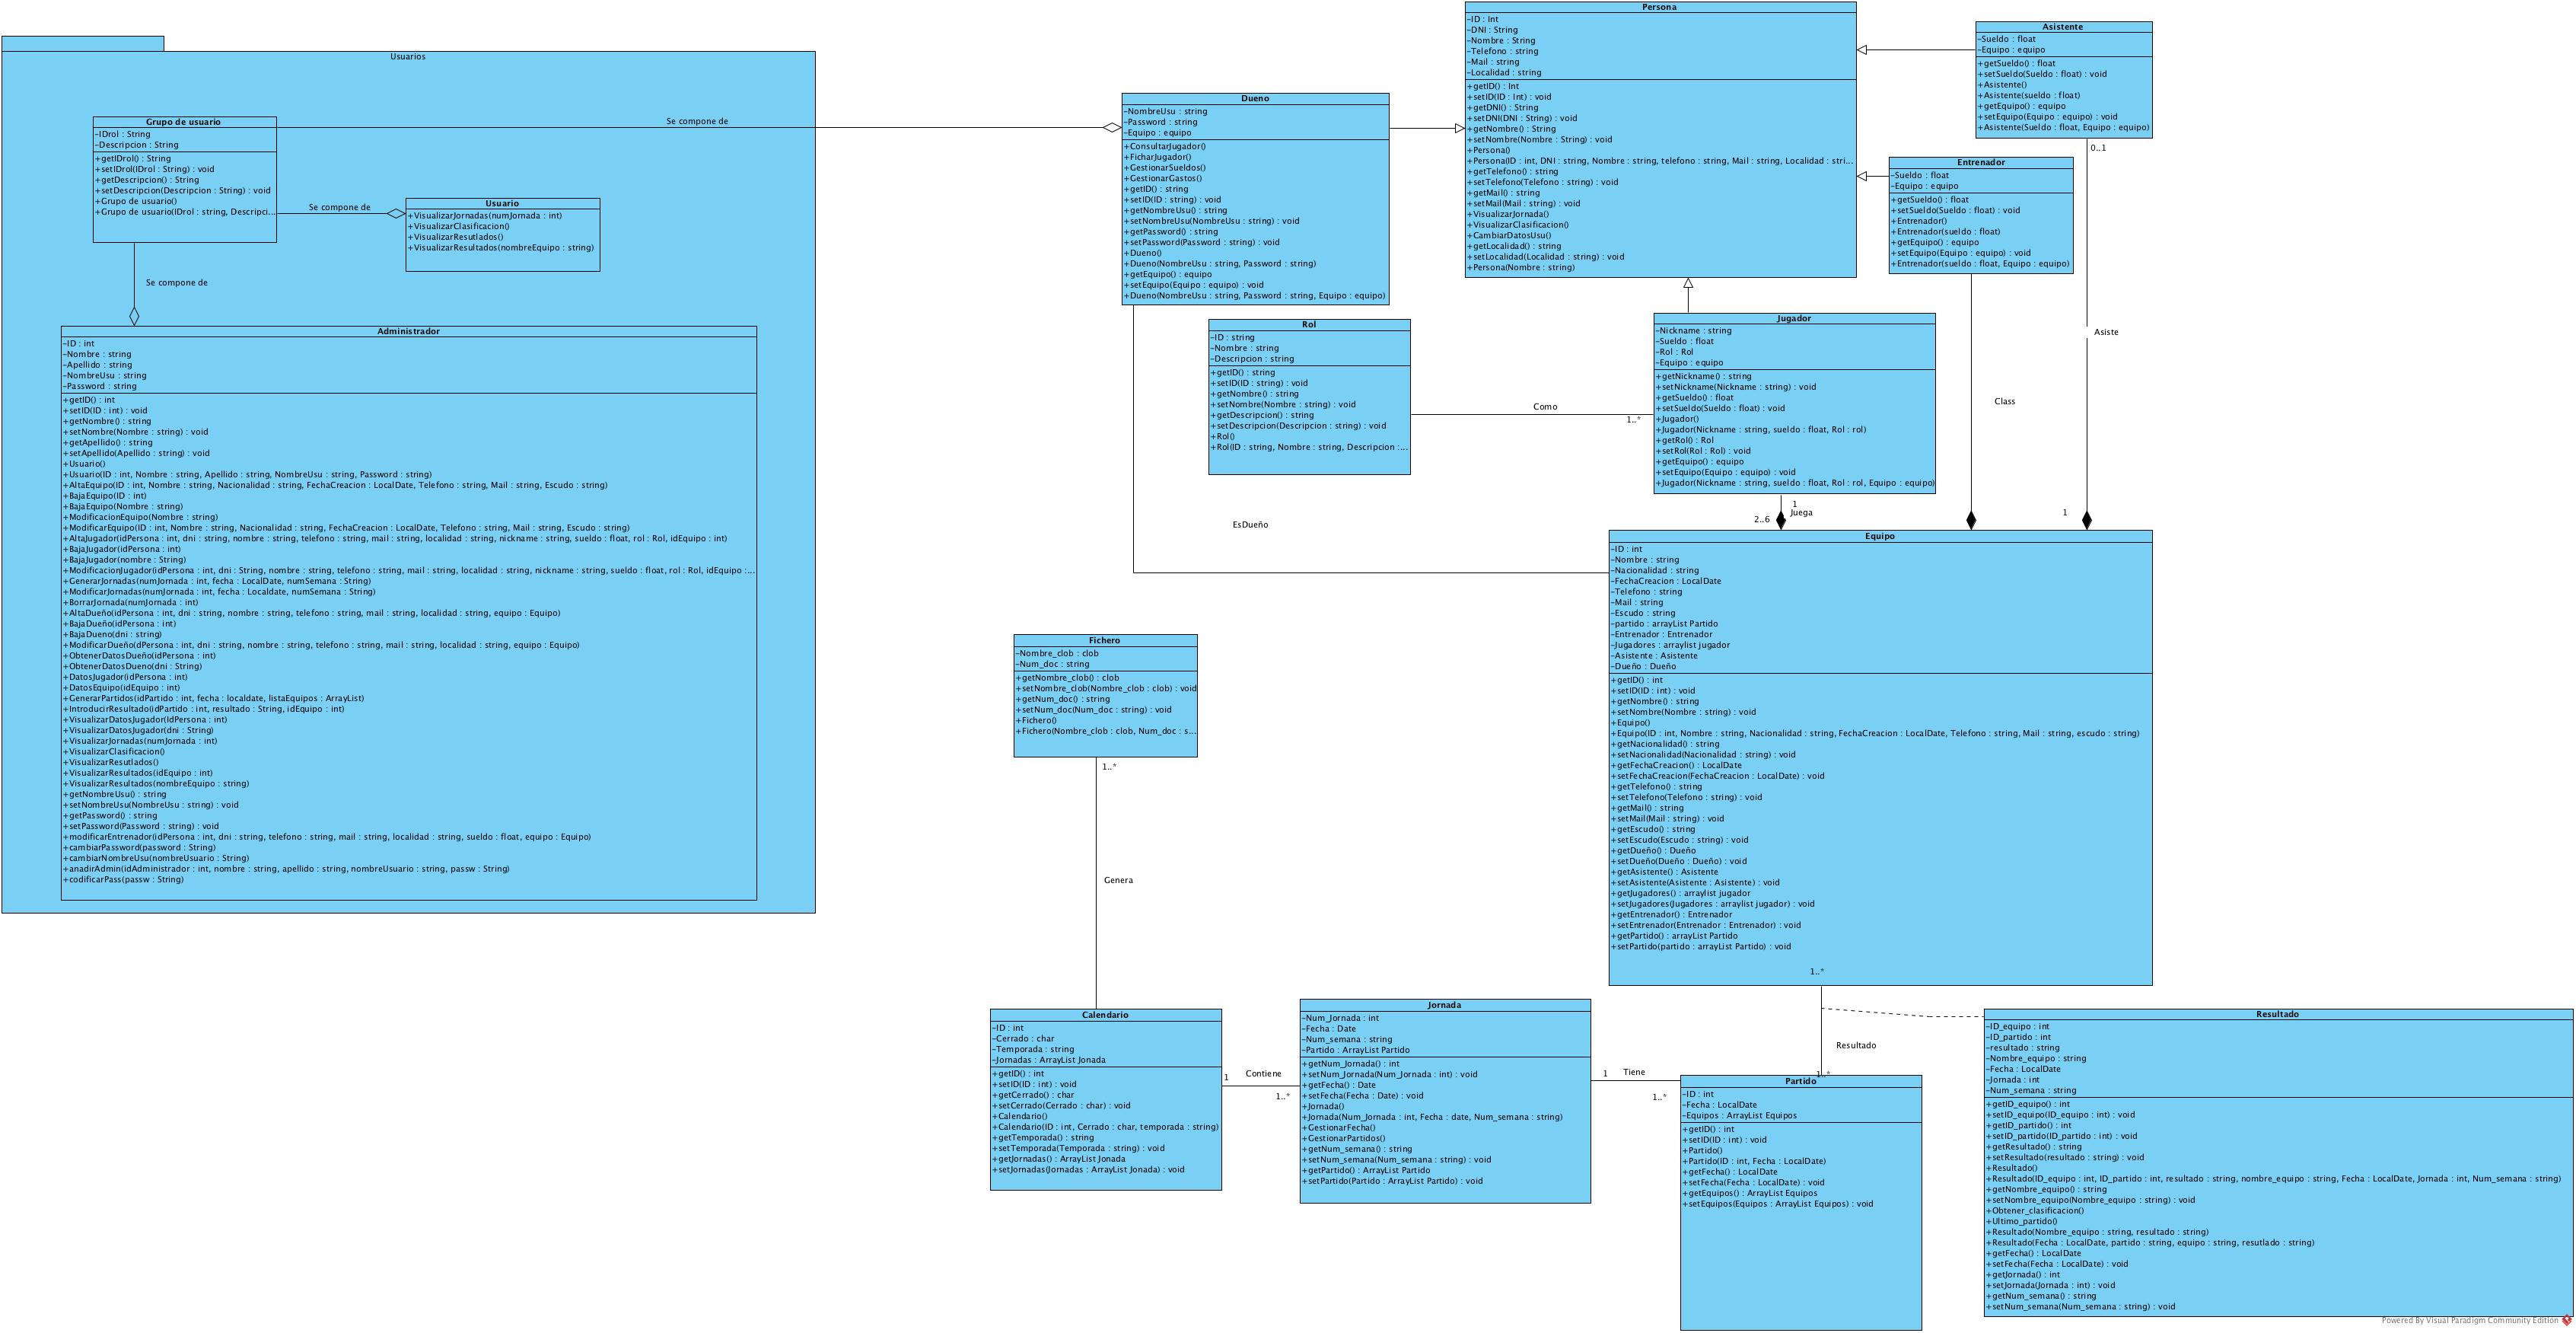 Usuarios
Grupo de usuario
-IDrol : String
-Descripcion : String
+getIDrol() : String
+setIDrol(IDrol : String) : void
+getDescripcion() : String
+setDescripcion(Descripcion : String) : void
+Grupo de usuario()
+Grupo de usuario(IDrol : string, Descripci...
Se compone de
Se compone de
Se compone de
Usuario
+VisualizarJornadas(numJornada : int)
+VisualizarClasificacion()
+VisualizarResutlados()
+VisualizarResultados(nombreEquipo : string)
Administrador
-ID : int
-Nombre : string
-Apellido : string
-NombreUsu : string
-Password : string
+getID() : int
+setID(ID : int) : void
+getNombre() : string
+setNombre(Nombre : string) : void
+getApellido() : string
+setApellido(Apellido : string) : void
+Usuario()
+Usuario(ID : int, Nombre : string, Apellido : string, NombreUsu : string, Password : string)
+AltaEquipo(ID : int, Nombre : string, Nacionalidad : string, FechaCreacion : LocalDate, Telefono : string, Mail : string, Escudo : string)
+BajaEquipo(ID : int)
+BajaEquipo(Nombre : string)
+ModificacionEquipo(Nombre : string)
+ModificarEquipo(ID : int, Nombre : string, Nacionalidad : string, FechaCreacion : LocalDate, Telefono : string, Mail : string, Escudo : string)
+AltaJugador(idPersona : int, dni : string, nombre : string, telefono : string, mail : string, localidad : string, nickname : string, sueldo : float, rol : Rol, idEquipo : int)
+BajaJugador(idPersona : int)
+BajaJugador(nombre : String)
+ModificacionJugador(idPersona : int, dni : String, nombre : string, telefono : string, mail : string, localidad : string, nickname : string, sueldo : float, rol : Rol, idEquipo :...
+GenerarJornadas(numJornada : int, fecha : LocalDate, numSemana : String)
+ModificarJornadas(numJornada : int, fecha : Localdate, numSemana : String)
+BorrarJornada(numJornada : int)
+AltaDueño(idPersona : int, dni : string, nombre : string, telefono : string, mail : string, localidad : string, equipo : Equipo)
+BajaDueño(idPersona : int)
+BajaDueno(dni : string)
+ModificarDueño(dPersona : int, dni : string, nombre : string, telefono : string, mail : string, localidad : string, equipo : Equipo)
+ObtenerDatosDueño(idPersona : int)
+ObtenerDatosDueno(dni : String)
+DatosJugador(idPersona : int)
+DatosEquipo(idEquipo : int)
+GenerarPartidos(idPartido : int, fecha : localdate, listaEquipos : ArrayList)
+IntroducirResultado(idPartido : int, resultado : String, idEquipo : int)
+VisualizarDatosJugador(IdPersona : int)
+VisualizarDatosJugador(dni : String)
+VisualizarJornadas(numJornada : int)
+VisualizarClasificacion()
+VisualizarResutlados()
+VisualizarResultados(idEquipo : int)
+VisualizarResultados(nombreEquipo : string)
+getNombreUsu() : string
+setNombreUsu(NombreUsu : string) : void
+getPassword() : string
+setPassword(Password : string) : void
+modificarEntrenador(idPersona : int, dni : string, telefono : string, mail : string, localidad : string, sueldo : float, equipo : Equipo)
+cambiarPassword(password : String)
+cambiarNombreUsu(nombreUsuario : String)
+anadirAdmin(idAdministrador : int, nombre : string, apellido : string, nombreUsuario : string, passw : String)
+codificarPass(passw : String)
Dueno
-NombreUsu : string
-Password : string
-Equipo : equipo
+ConsultarJugador()
+FicharJugador()
+GestionarSueldos()
+GestionarGastos()
+getID() : string
+setID(ID : string) : void
+getNombreUsu() : string
+setNombreUsu(NombreUsu : string) : void
+getPassword() : string
+setPassword(Password : string) : void
+Dueno()
+Dueno(NombreUsu : string, Password : string)
+getEquipo() : equipo
+setEquipo(Equipo : equipo) : void
+Dueno(NombreUsu : string, Password : string, Equipo : equipo)
Persona
-ID : Int
-DNI : String
-Nombre : String
-Telefono : string
-Mail : string
-Localidad : string
+getID() : Int
+setID(ID : Int) : void
+getDNI() : String
+setDNI(DNI : String) : void
+getNombre() : String
+setNombre(Nombre : String) : void
+Persona()
+Persona(ID : int, DNI : string, Nombre : string, telefono : string, Mail : string, Localidad : stri...
+getTelefono() : string
+setTelefono(Telefono : string) : void
+getMail() : string
+setMail(Mail : string) : void
+VisualizarJornada()
+VisualizarClasificacion()
+CambiarDatosUsu()
+getLocalidad() : string
+setLocalidad(Localidad : string) : void
+Persona(Nombre : string)
Asistente
-Sueldo : float
-Equipo : equipo
+getSueldo() : float
+setSueldo(Sueldo : float) : void
+Asistente()
+Asistente(sueldo : float)
+getEquipo() : equipo
+setEquipo(Equipo : equipo) : void
+Asistente(Sueldo : float, Equipo : equipo)
0..1
Asiste
1
Entrenador
-Sueldo : float
-Equipo : equipo
+getSueldo() : float
+setSueldo(Sueldo : float) : void
+Entrenador()
+Entrenador(sueldo : float)
+getEquipo() : equipo
+setEquipo(Equipo : equipo) : void
+Entrenador(sueldo : float, Equipo : equipo)
Class
Rol
-ID : string
-Nombre : string
-Descripcion : string
+getID() : string
+setID(ID : string) : void
+getNombre() : string
+setNombre(Nombre : string) : void
+getDescripcion() : string
+setDescripcion(Descripcion : string) : void
+Rol()
+Rol(ID : string, Nombre : string, Descripcion :...
Como
1..*
Jugador
-Nickname : string
-Sueldo : float
-Rol : Rol
-Equipo : equipo
+getNickname() : string
+setNickname(Nickname : string) : void
+getSueldo() : float
+setSueldo(Sueldo : float) : void
+Jugador()
+Jugador(Nickname : string, sueldo : float, Rol : rol)
+getRol() : Rol
+setRol(Rol : Rol) : void
+getEquipo() : equipo
+setEquipo(Equipo : equipo) : void
+Jugador(Nickname : string, sueldo : float, Rol : rol, Equipo : equipo)
1
Juega
2..6
EsDueño
Equipo
-ID : int
-Nombre : string
-Nacionalidad : string
-FechaCreacion : LocalDate
-Telefono : string
-Mail : string
-Escudo : string
-partido : arrayList Partido
-Entrenador : Entrenador
-Jugadores : arraylist jugador
-Asistente : Asistente
-Dueño : Dueño
+getID() : int
+setID(ID : int) : void
+getNombre() : string
+setNombre(Nombre : string) : void
+Equipo()
+Equipo(ID : int, Nombre : string, Nacionalidad : string, FechaCreacion : LocalDate, Telefono : string, Mail : string, escudo : string)
+getNacionalidad() : string
+setNacionalidad(Nacionalidad : string) : void
+getFechaCreacion() : LocalDate
+setFechaCreacion(FechaCreacion : LocalDate) : void
+getTelefono() : string
+setTelefono(Telefono : string) : void
+getMail() : string
+setMail(Mail : string) : void
+getEscudo() : string
+setEscudo(Escudo : string) : void
+getDueño() : Dueño
+setDueño(Dueño : Dueño) : void
+getAsistente() : Asistente
+setAsistente(Asistente : Asistente) : void
+getJugadores() : arraylist jugador
+setJugadores(Jugadores : arraylist jugador) : void
+getEntrenador() : Entrenador
+setEntrenador(Entrenador : Entrenador) : void
+getPartido() : arrayList Partido
+setPartido(partido : arrayList Partido) : void
1..*
Resultado
1..*
Fichero
-Nombre_clob : clob
-Num_doc : string
+getNombre_clob() : clob
+setNombre_clob(Nombre_clob : clob) : void
+getNum_doc() : string
+setNum_doc(Num_doc : string) : void
+Fichero()
+Fichero(Nombre_clob : clob, Num_doc : s...
1..*
Genera
Calendario
-ID : int
-Cerrado : char
-Temporada : string
-Jornadas : ArrayList Jonada
+getID() : int
+setID(ID : int) : void
+getCerrado() : char
+setCerrado(Cerrado : char) : void
+Calendario()
+Calendario(ID : int, Cerrado : char, temporada : string)
+getTemporada() : string
+setTemporada(Temporada : string) : void
+getJornadas() : ArrayList Jonada
+setJornadas(Jornadas : ArrayList Jonada) : void
1
Contiene
1..*
Jornada
-Num_Jornada : int
-Fecha : Date
-Num_semana : string
-Partido : ArrayList Partido
+getNum_Jornada() : int
+setNum_Jornada(Num_Jornada : int) : void
+getFecha() : Date
+setFecha(Fecha : Date) : void
+Jornada()
+Jornada(Num_Jornada : int, Fecha : date, Num_semana : string)
+GestionarFecha()
+GestionarPartidos()
+getNum_semana() : string
+setNum_semana(Num_semana : string) : void
+getPartido() : ArrayList Partido
+setPartido(Partido : ArrayList Partido) : void
1
Tiene
1..*
Partido
-ID : int
-Fecha : LocalDate
-Equipos : ArrayList Equipos
+getID() : int
+setID(ID : int) : void
+Partido()
+Partido(ID : int, Fecha : LocalDate)
+getFecha() : LocalDate
+setFecha(Fecha : LocalDate) : void
+getEquipos() : ArrayList Equipos
+setEquipos(Equipos : ArrayList Equipos) : void
Resultado
-ID_equipo : int
-ID_partido : int
-resultado : string
-Nombre_equipo : string
-Fecha : LocalDate
-Jornada : int
-Num_semana : string
+getID_equipo() : int
+setID_equipo(ID_equipo : int) : void
+getID_partido() : int
+setID_partido(ID_partido : int) : void
+getResultado() : string
+setResultado(resultado : string) : void
+Resultado()
+Resultado(ID_equipo : int, ID_partido : int, resultado : string, nombre_equipo : string, Fecha : LocalDate, Jornada : int, Num_semana : string)
+getNombre_equipo() : string
+setNombre_equipo(Nombre_equipo : string) : void
+Obtener_clasificacion()
+Ultimo_partido()
+Resultado(Nombre_equipo : string, resultado : string)
+Resultado(Fecha : LocalDate, partido : string, equipo : string, resutlado : string)
+getFecha() : LocalDate
+setFecha(Fecha : LocalDate) : void
+getJornada() : int
+setJornada(Jornada : int) : void
+getNum_semana() : string
+setNum_semana(Num_semana : string) : void
Powered By Visual Paradigm Community Edition